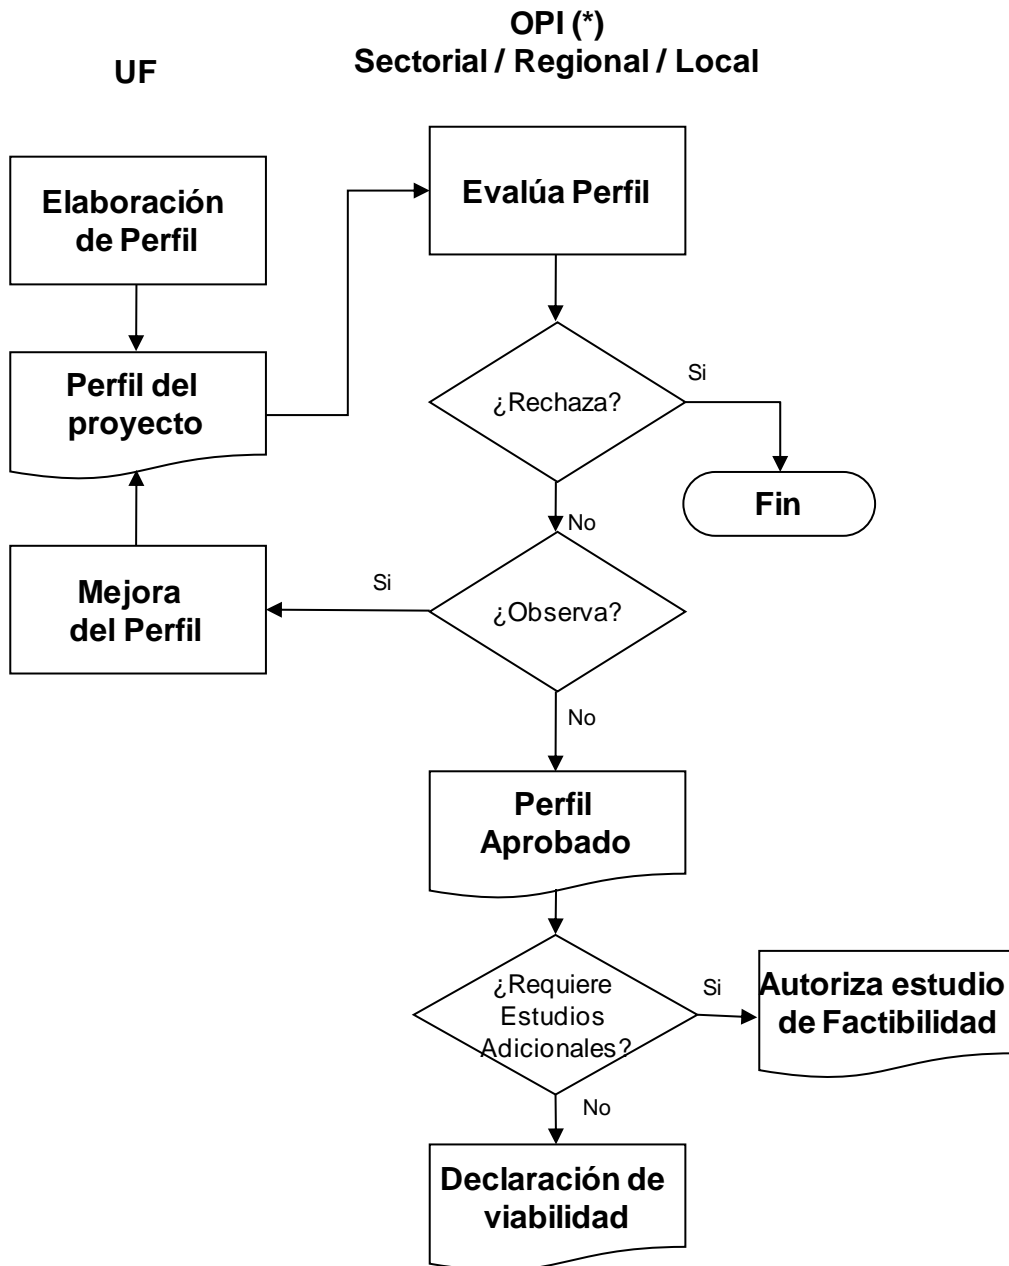 UF
OPI (*)
Sectorial / Regional / Local
Elaboración
de Perfil
Evalúa Perfil
Perfil del
proyecto
¿Rechaza?
Si
Fin
No
Mejora
del Perfil
Si
¿Observa?
No
Perfil
Aprobado
¿Requiere
Estudios
Adicionales?
Si
Autoriza estudio
de Factibilidad
No
Declaración de
viabilidad